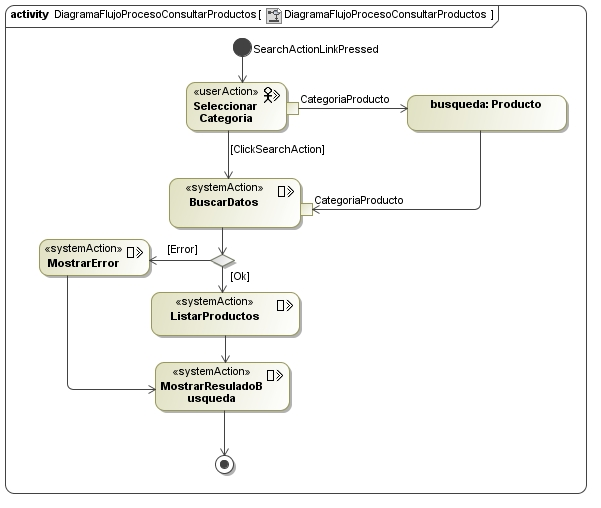 activity DiagramaFlujoProcesoConsultarProductos [ DiagramaFlujoProcesoConsultarProductos ]
SearchActionLinkPressed
«userAction»
Seleccionar
Categoria
CategoriaProducto
busqueda: Producto
[ClickSearchAction]
«systemAction»
BuscarDatos
CategoriaProducto
[Error]
«systemAction»
MostrarError
[Ok]
«systemAction»
ListarProductos
«systemAction»
MostrarResuladoB
usqueda